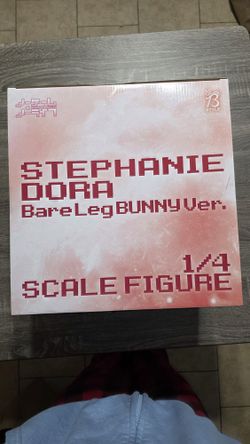 STEPHANIE
DORA
Bare Leg BUNNY Ver.
1/4
SCALE FIGURE